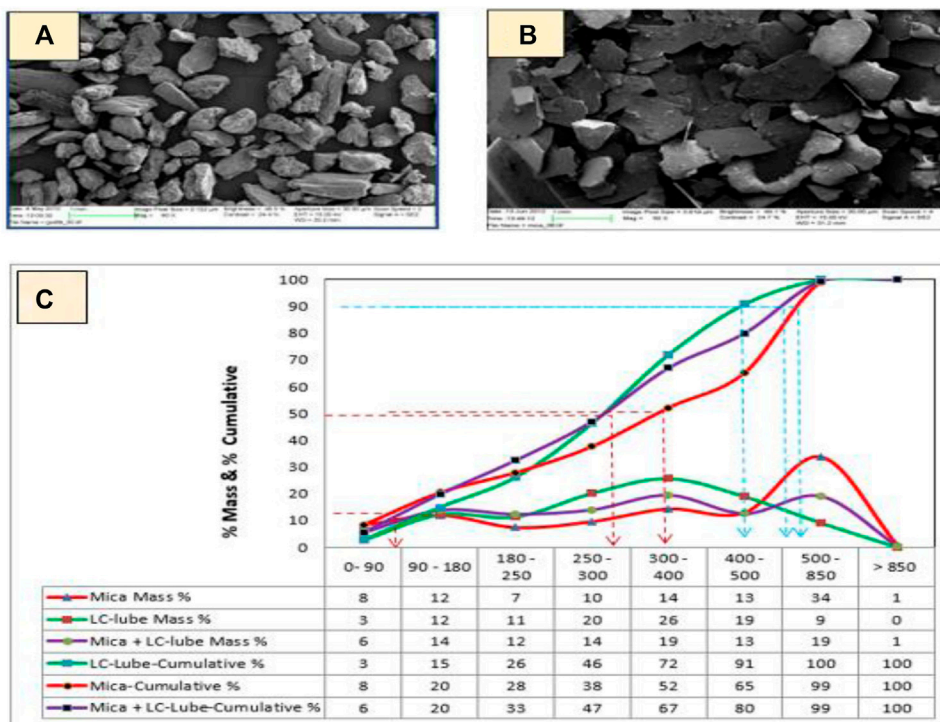 A
B
C
100
90
80
70
60
50
40
30
20
10
0
% Mass & % Cumulative
0- 90 90 - 180 180 - 250 250 - 300 300 - 400 400 - 500 500 - 850 > 850
Mica Mass % 8 12 7 10 14 13 34 1
LC-lube Mass % 3 12 11 20 26 19 9 0
Mica + LC-lube Mass % 6 14 12 14 19 13 19 1
LC-Lube-Cumulative % 3 15 26 46 72 91 100 100
Mica-Cumulative % 8 20 28 38 52 65 99 100
Mica + LC-Lube-Cumulative % 6 20 33 47 67 80 99 100